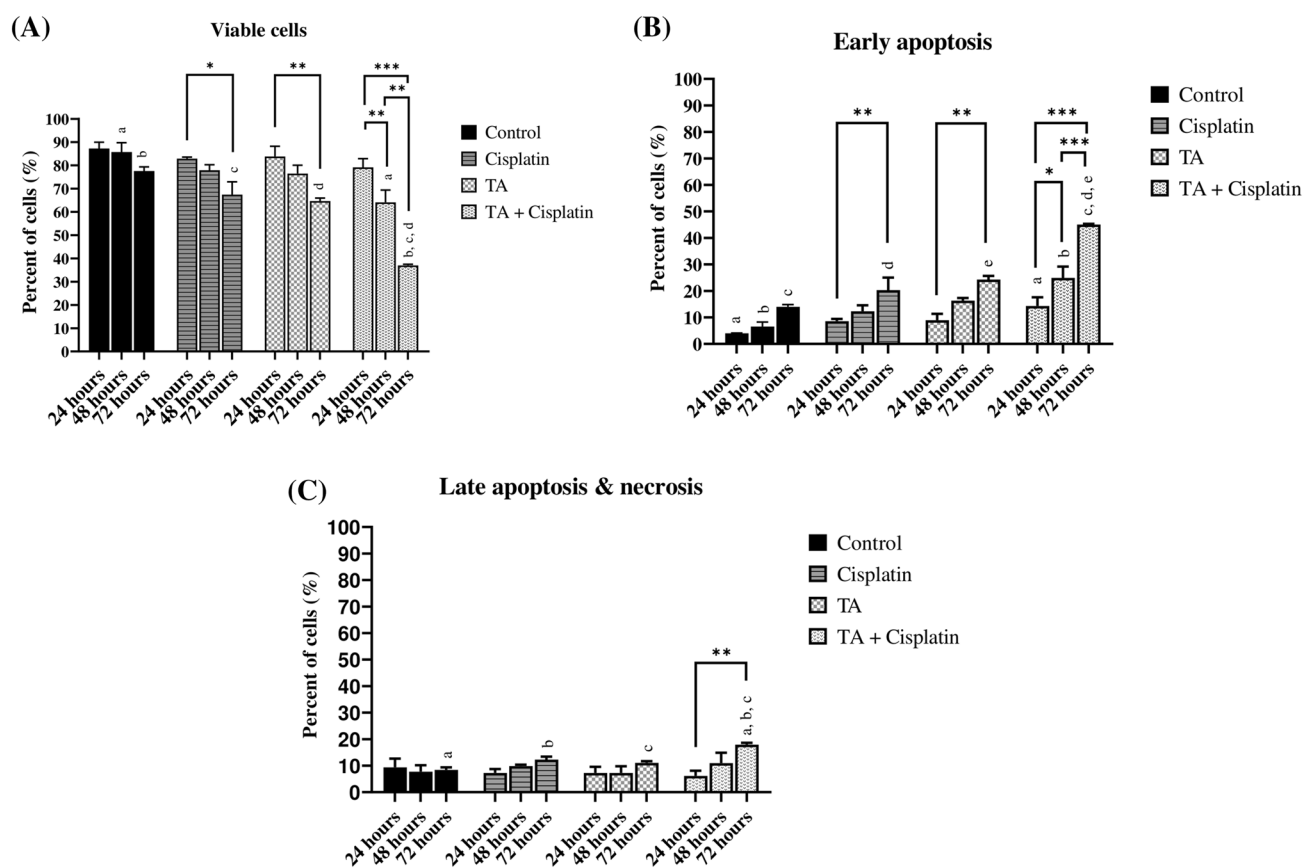 (A)
Viable cells
*
**
***
**
**
a
b
c
d
a
b, c, d
Percent of cells (%)
100
90
80
70
60
50
40
30
20
10
0
24 hours
48 hours
72 hours
24 hours
48 hours
72 hours
24 hours
48 hours
72 hours
24 hours
48 hours
72 hours
Control
Cisplatin
TA
TA + Cisplatin
(B)
Early apoptosis
**
**
***
***
*
a
b
c
d
e
a
b
c, d, e
Percent of cells (%)
100
90
80
70
60
50
40
30
20
10
0
24 hours
48 hours
72 hours
24 hours
48 hours
72 hours
24 hours
48 hours
72 hours
24 hours
48 hours
72 hours
Control
Cisplatin
TA
TA + Cisplatin
(C)
Late apoptosis & necrosis
**
a
b
c
a, b, c
Percent of cells (%)
100
90
80
70
60
50
40
30
20
10
0
24 hours
48 hours
72 hours
24 hours
48 hours
72 hours
24 hours
48 hours
72 hours
24 hours
48 hours
72 hours
Control
Cisplatin
TA
TA + Cisplatin